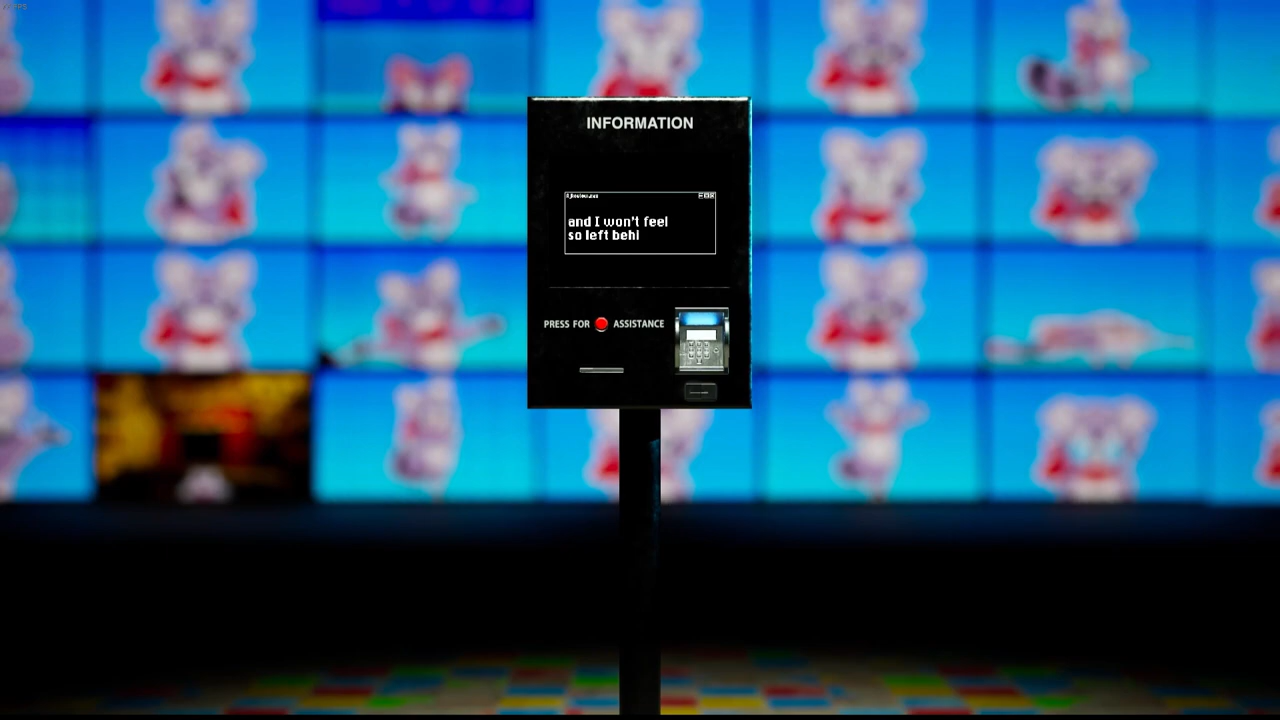 INFORMATION
and I won't feel
so left behi
PRESS FOR ASSISTANCE